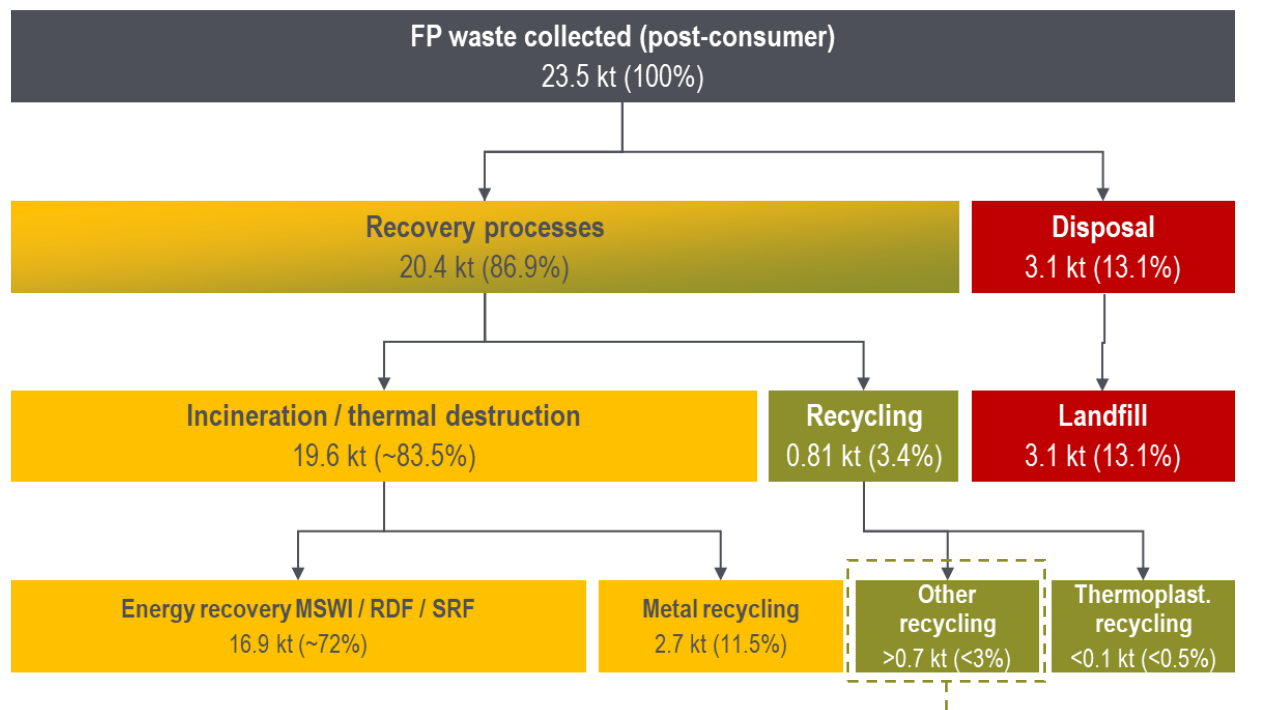 FP waste collected (post-consumer)
23.5 kt (100%)
Recovery processes
20.4 kt (86.9%)
Disposal
3.1 kt (13.1%)
Incineration / thermal destruction
19.6 kt (~83.5%)
Recycling
0.81 kt (3.4%)
Landfill
3.1 kt (13.1%)
Energy recovery MSWI / RDF / SRF
16.9 kt (~72%)
Metal recycling
2.7 kt (11.5%)
Other
recycling
>0.7 kt (<3%)
Thermoplast.
recycling
<0.1 kt (<0.5%)